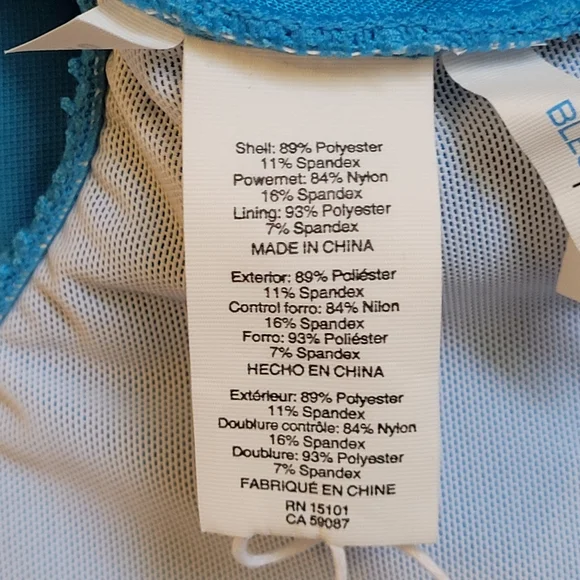 Shell: 89% Polyester
11% Spandex
Powernet: 84% Nylon
16% Spandex
Lining: 93% Polyester
7% Spandex
MADE IN CHINA
Exterior: 89% Poliéster
11% Spandex
Control forro: 84% Nilon
16% Spandex
Forro: 93% Poliéster
7% Spandex
HECHO EN CHINA
Extérieur: 89% Polyester
11% Spandex
Doublure contrôle: 84% Nylon
16% Spandex
Doublure: 93% Polyester
7% Spandex
FABRIQUÉ EN CHINE
RN 15101
CA 59087